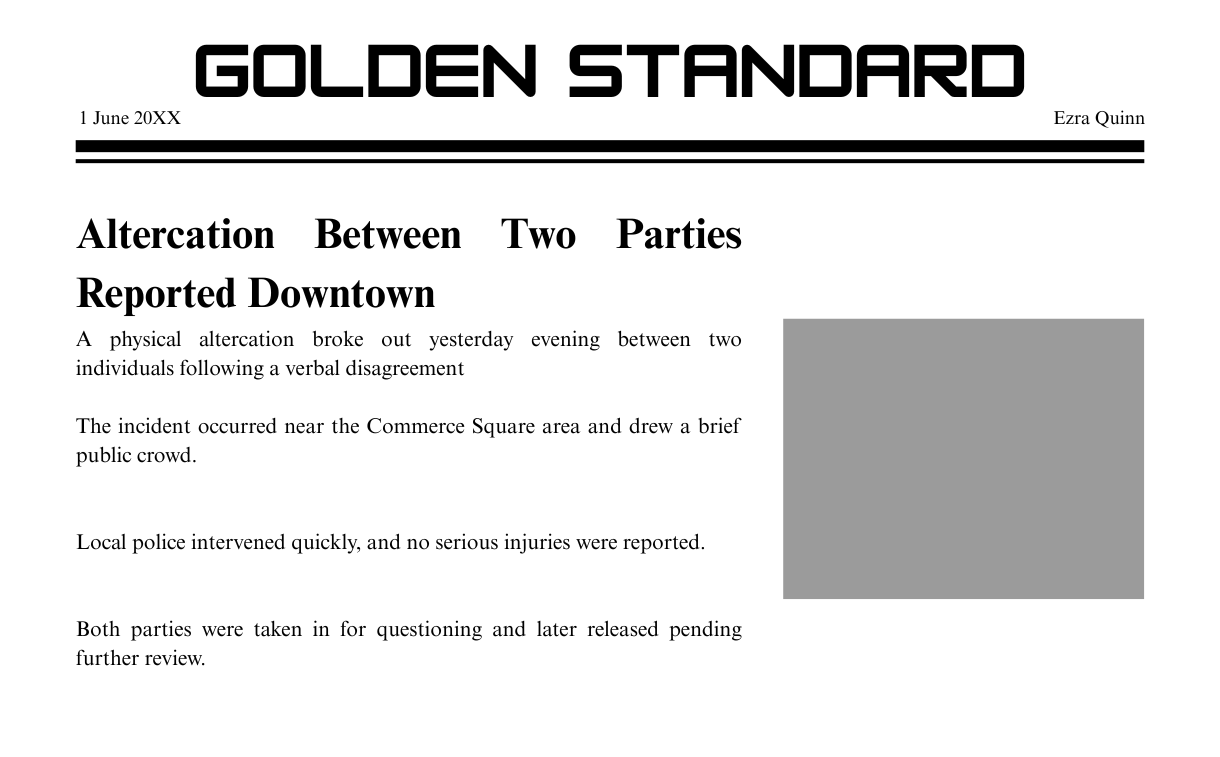 GOLDEN STANDARD
1 June 20XX
Ezra Quinn
Altercation Between Two Parties
Reported Downtown
A physical altercation broke out yesterday evening between two
individuals following a verbal disagreement
The incident occurred near the Commerce Square area and drew a brief
public crowd.
Local police intervened quickly, and no serious injuries were reported.
Both parties were taken in for questioning and later released pending
further review.